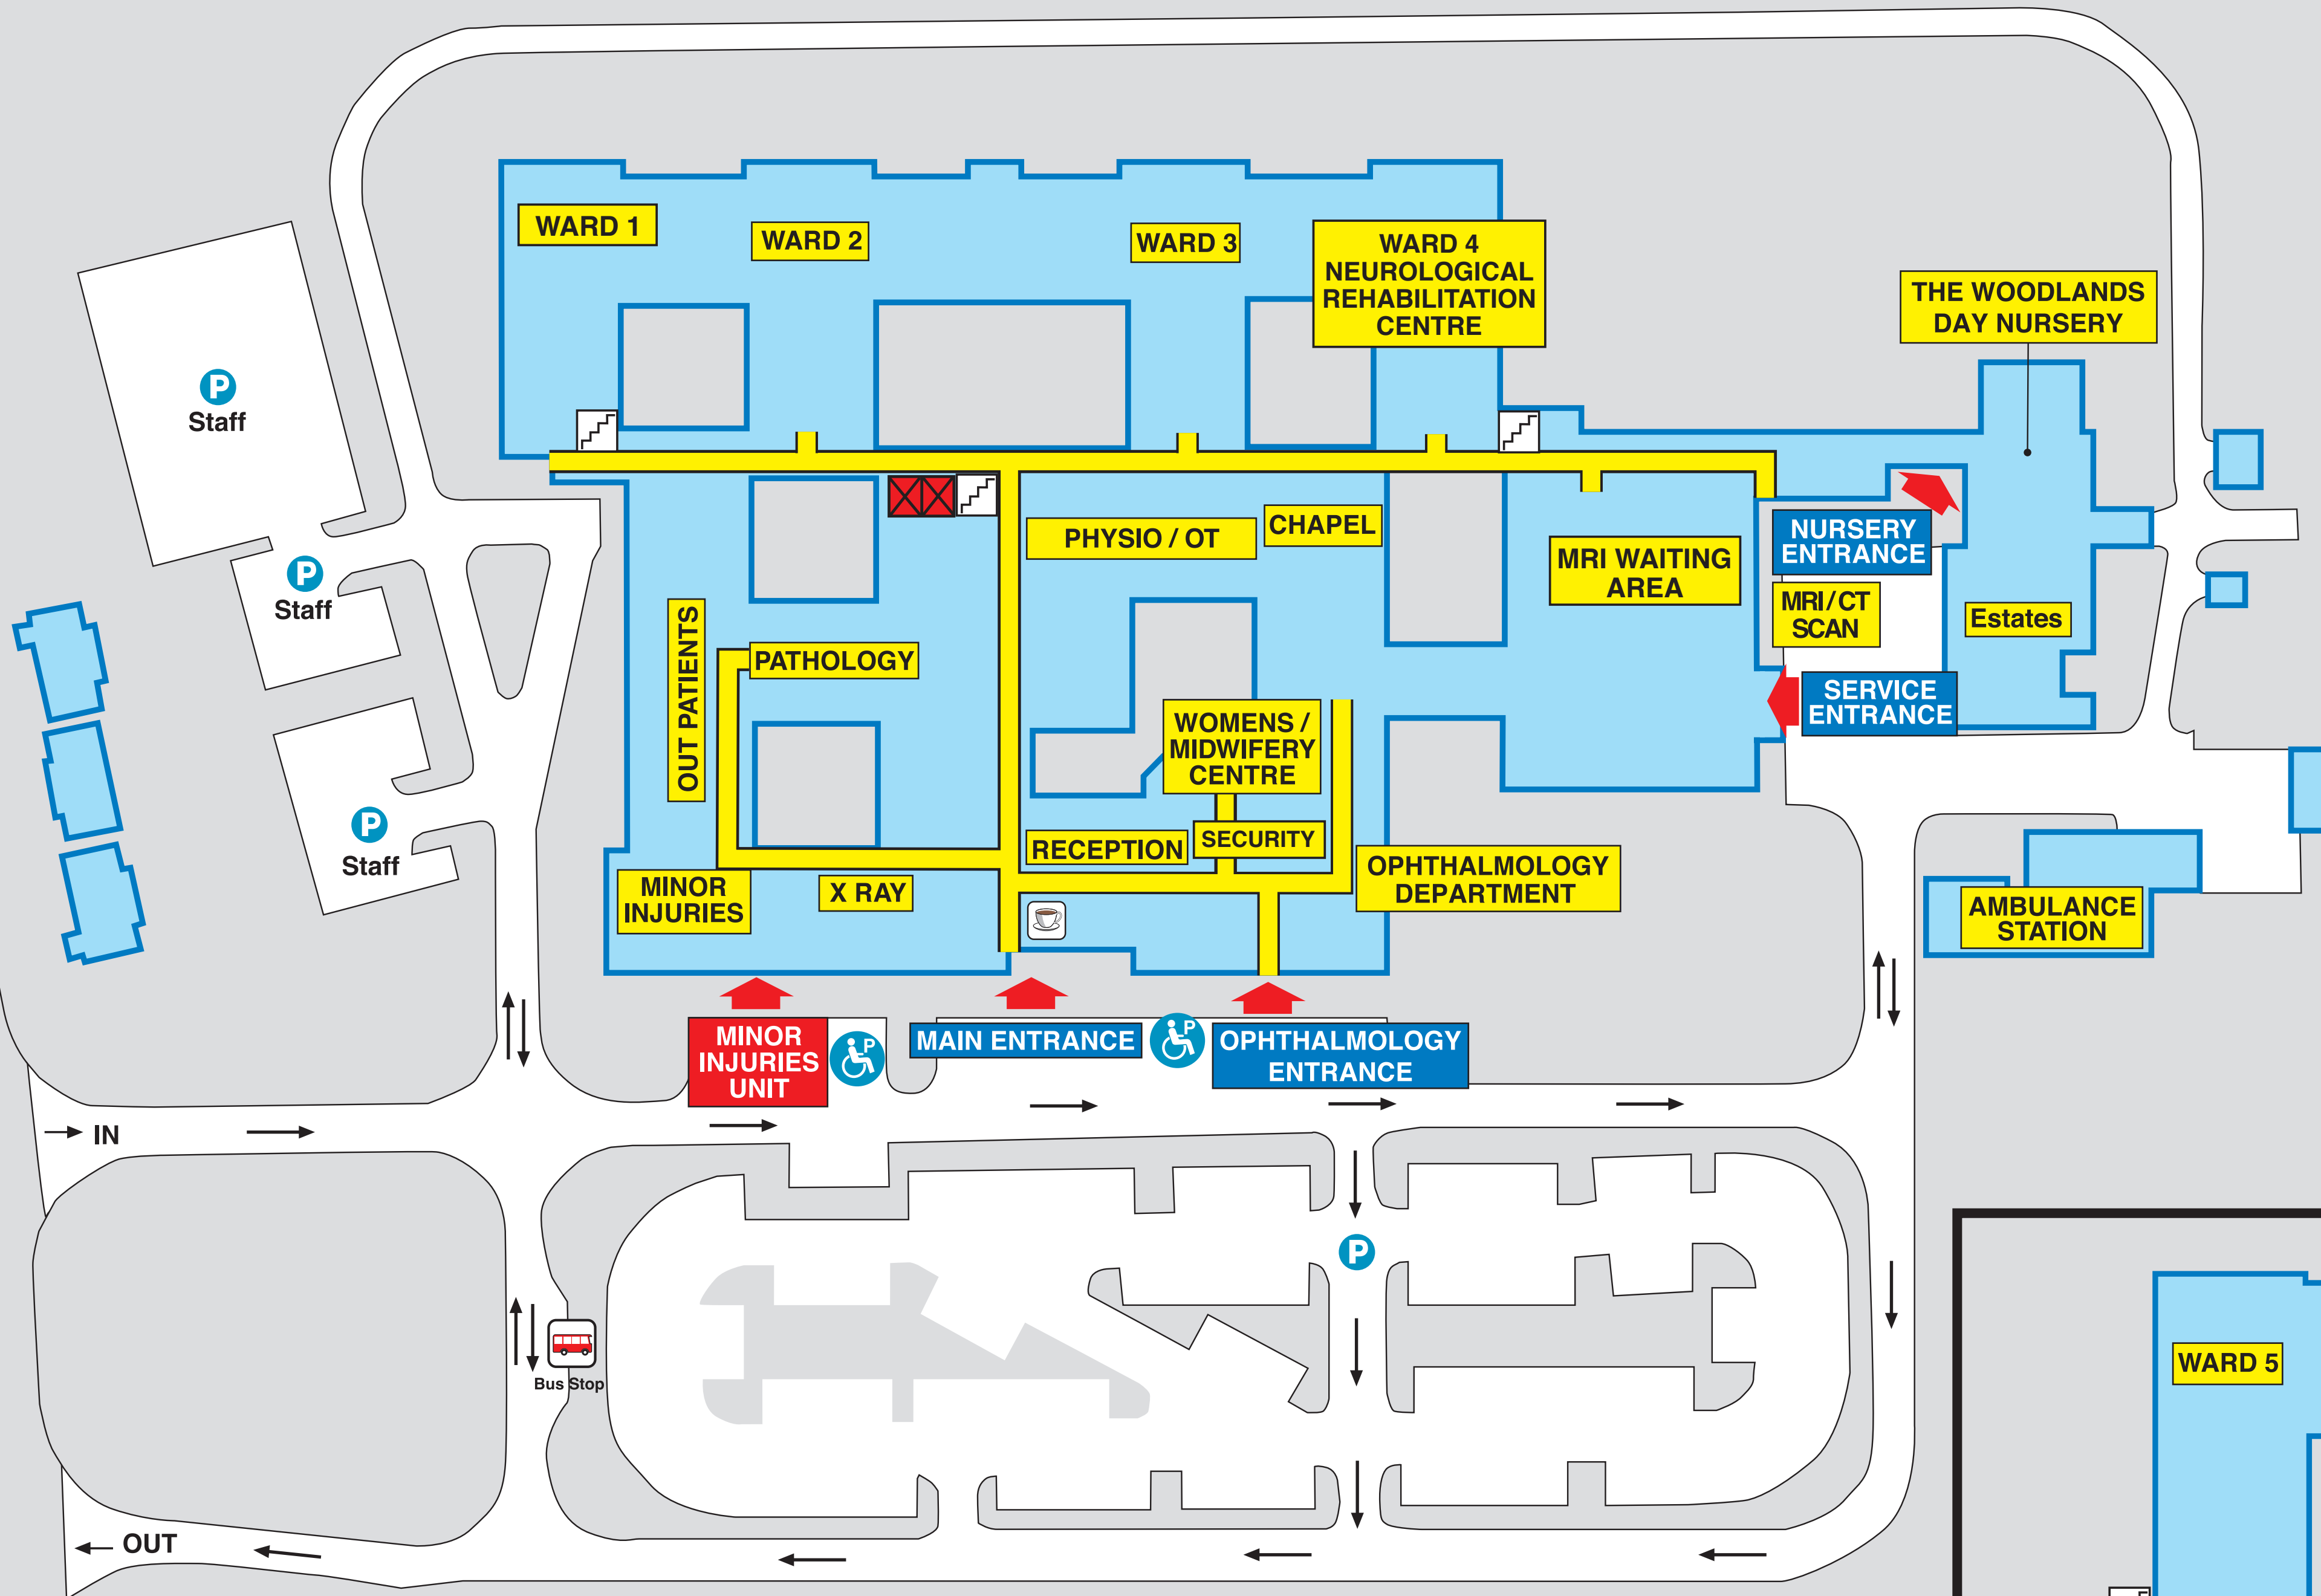 WARD 1
WARD 2
WARD 3
WARD 4
NEUROLOGICAL
REHABILITATION
CENTRE
THE WOODLANDS
DAY NURSERY
P
Staff
P
Staff
P
Staff
PHYSIO / OT
CHAPEL
MRI WAITING
AREA
NURSERY
ENTRANCE
MRI / CT
SCAN
Estates
OUT PATIENTS
PATHOLOGY
SERVICE
ENTRANCE
WOMENS /
MIDWIFERY
CENTRE
RECEPTION
SECURITY
OPHTHALMOLOGY
DEPARTMENT
MINOR
INJURIES
X RAY
AMBULANCE
STATION
MINOR
INJURIES
UNIT
P
MAIN ENTRANCE
P
OPHTHALMOLOGY
ENTRANCE
IN
P
Bus Stop
WARD 5
OUT